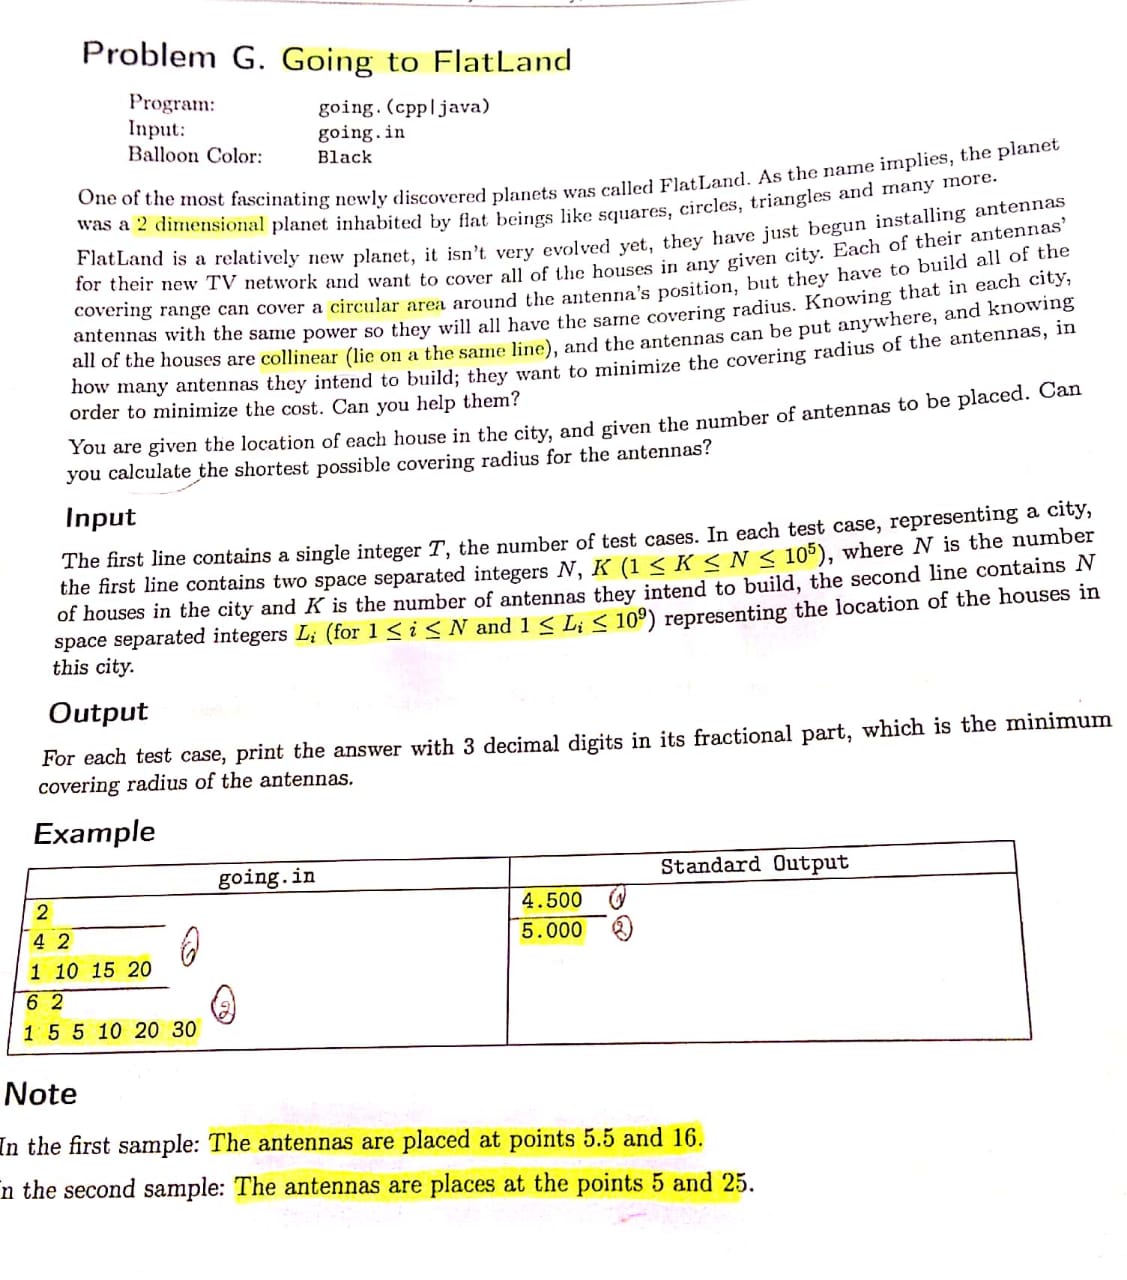 Problem G. Going to FlatLand
Program: going.(cpp|java)
Input: going.in
Balloon Color: Black
One of the most fascinating newly discovered planets was called FlatLand. As the name implies, the planet
was a 2 dimensional planet inhabited by flat beings like squares, circles, triangles and many more.
FlatLand is a relatively new planet, it isn't very evolved yet, they have just begun installing antennas
for their new TV network and want to cover all of the houses in any given city. Each of their antennas'
covering range can cover a circular area around the antenna's position, but they have to build all of the
antennas with the same power so they will all have the same covering radius. Knowing that in each city,
all of the houses are collinear (lie on a the same line), and the antennas can be put anywhere, and knowing
how many antennas they intend to build; they want to minimize the covering radius of the antennas, in
order to minimize the cost. Can you help them?
You are given the location of each house in the city, and given the number of antennas to be placed. Can
you calculate the shortest possible covering radius for the antennas?
Input
The first line contains a single integer T, the number of test cases. In each test case, representing a city,
the first line contains two space separated integers N, K (1 ≤ K ≤ N ≤ 10⁵), where N is the number
of houses in the city and K is the number of antennas they intend to build, the second line contains N
space separated integers Lᵢ (for 1 ≤ i ≤ N and 1 ≤ Lᵢ ≤ 10⁹) representing the location of the houses in
this city.
Output
For each test case, print the answer with 3 decimal digits in its fractional part, which is the minimum
covering radius of the antennas.
Example
going.in Standard Output
2 4.500 ①
4 2 5.000 ②
1 10 15 20
6 2 ②
1 5 5 10 20 30
Note
In the first sample: The antennas are placed at points 5.5 and 16.
In the second sample: The antennas are places at the points 5 and 25.